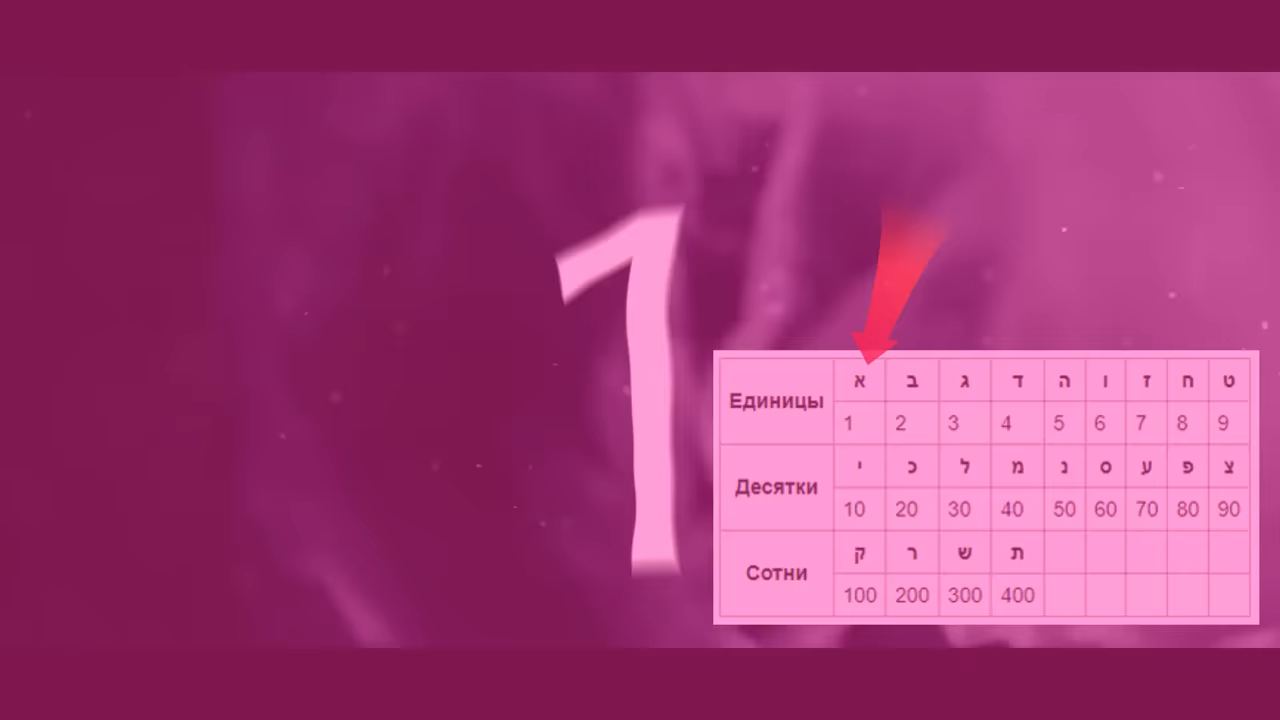 1
Единицы
א ב ג ד ה ו ז ח ט
1 2 3 4 5 6 7 8 9
Десятки
י כ ל מ נ ס ע פ צ
10 20 30 40 50 60 70 80 90
Сотни
ק ר ש ת
100 200 300 400